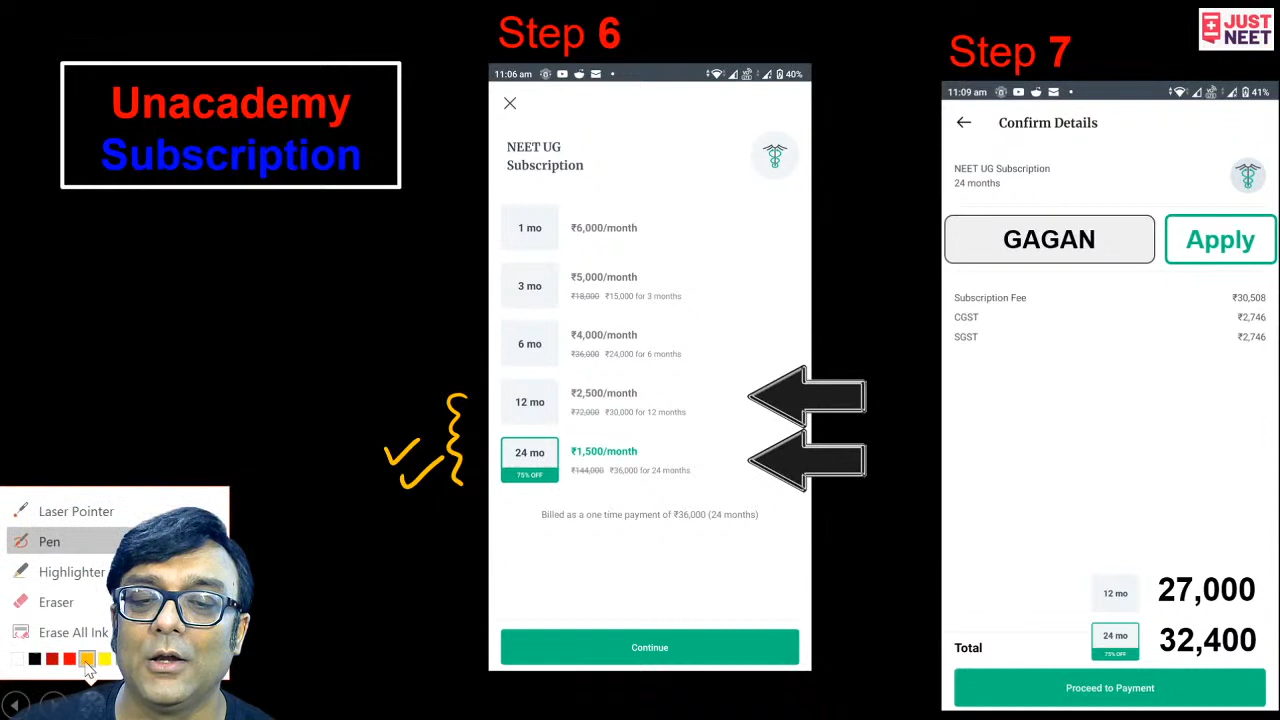 Unacademy
Subscription
Step 6
11:06 am
40%
NEET UG
Subscription
1 mo ₹6,000/month
3 mo ₹5,000/month
₹18,000 ₹15,000 for 3 months
6 mo ₹4,000/month
₹36,000 ₹24,000 for 6 months
12 mo ₹2,500/month
₹72,000 ₹30,000 for 12 months
24 mo ₹1,500/month
75% OFF ₹144,000 ₹36,000 for 24 months
Billed as a one time payment of ₹36,000 (24 months)
Continue
JUST
NEET
Step 7
11:09 am
41%
Confirm Details
NEET UG Subscription
24 months
GAGAN Apply
Subscription Fee ₹30,508
CGST ₹2,746
SGST ₹2,746
12 mo 27,000
Total 24 mo 32,400
75% OFF
Proceed to Payment
Laser Pointer
Pen
Highlighter
Eraser
Erase All Ink